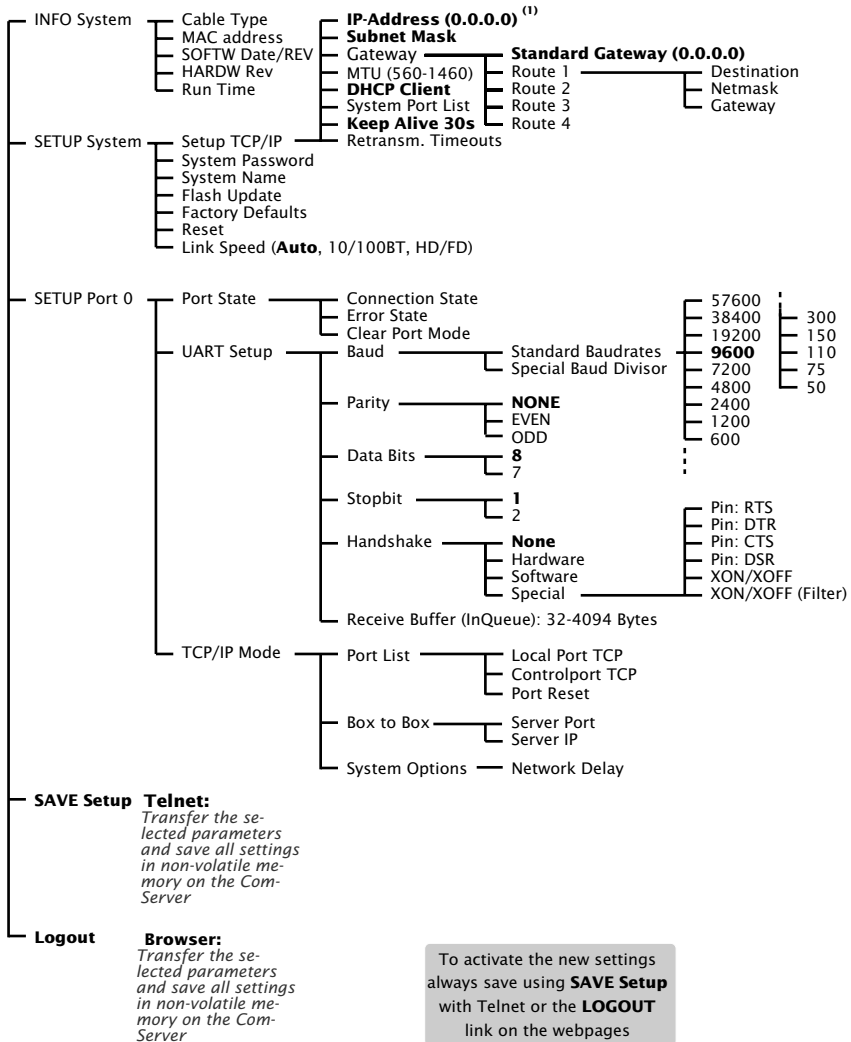 INFO System
Cable Type
MAC address
SOFTW Date/REV
HARDW Rev
Run Time
SETUP System
Setup TCP/IP
System Password
System Name
Flash Update
Factory Defaults
Reset
Link Speed (Auto, 10/100BT, HD/FD)
IP-Address (0.0.0.0) (1)
Subnet Mask
Gateway
MTU (560-1460)
DHCP Client
System Port List
Keep Alive 30s
Retransm. Timeouts
Standard Gateway (0.0.0.0)
Route 1
Route 2
Route 3
Route 4
Destination
Netmask
Gateway
SETUP Port 0
Port State
Connection State
Error State
Clear Port Mode
UART Setup
Baud
Standard Baudrates
Special Baud Divisor
57600
38400
19200
9600
7200
4800
2400
1200
600
300
150
110
75
50
Parity
NONE
EVEN
ODD
Data Bits
8
7
Stopbit
1
2
Handshake
None
Hardware
Software
Special
Pin: RTS
Pin: DTR
Pin: CTS
Pin: DSR
XON/XOFF
XON/XOFF (Filter)
Receive Buffer (InQueue): 32-4094 Bytes
TCP/IP Mode
Port List
Local Port TCP
Controlport TCP
Port Reset
Box to Box
Server Port
Server IP
System Options
Network Delay
SAVE Setup
Telnet:
Transfer the se-
lected parameters
and save all settings
in non-volatile me-
mory on the Com-
Server
Logout
Browser:
Transfer the se-
lected parameters
and save all settings
in non-volatile me-
mory on the Com-
Server
To activate the new settings
always save using SAVE Setup
with Telnet or the LOGOUT
link on the webpages